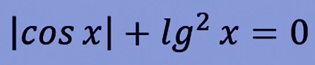 |cos x| + lg² x = 0